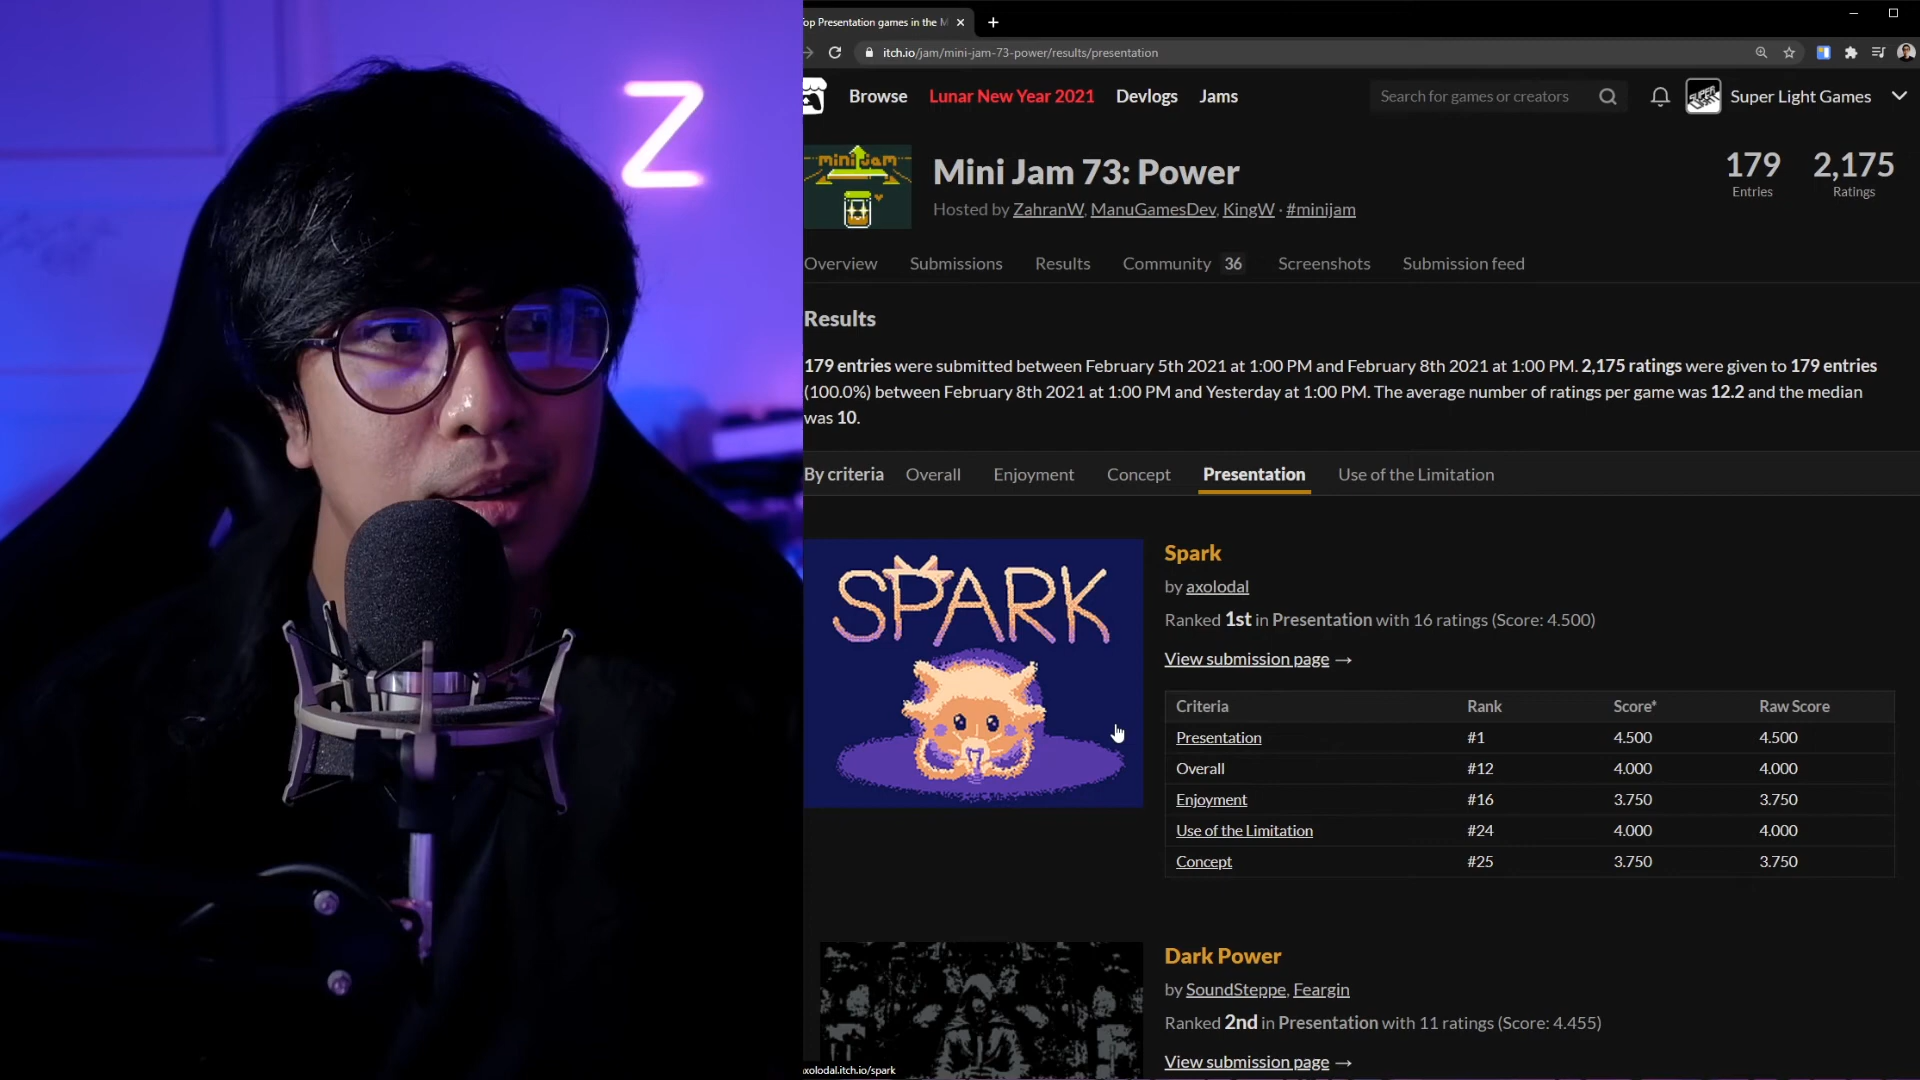 Z
Top Presentation games in the M
itch.io/jam/mini-jam-73-power/results/presentation
Browse Lunar New Year 2021 Devlogs Jams Search for games or creators Super Light Games
mini jam
Mini Jam 73: Power
Hosted by ZahranW, ManuGamesDev, KingW · #minijam
179 Entries
2,175 Ratings
Overview Submissions Results Community 36 Screenshots Submission feed
Results
179 entries were submitted between February 5th 2021 at 1:00 PM and February 8th 2021 at 1:00 PM. 2,175 ratings were given to 179 entries
(100.0%) between February 8th 2021 at 1:00 PM and Yesterday at 1:00 PM. The average number of ratings per game was 12.2 and the median
was 10.
By criteria Overall Enjoyment Concept Presentation Use of the Limitation
SPARK
Spark
by axolodal
Ranked 1st in Presentation with 16 ratings (Score: 4.500)
View submission page →
Criteria Rank Score* Raw Score
Presentation #1 4.500 4.500
Overall #12 4.000 4.000
Enjoyment #16 3.750 3.750
Use of the Limitation #24 4.000 4.000
Concept #25 3.750 3.750
Dark Power
by SoundSteppe, Feargin
Ranked 2nd in Presentation with 11 ratings (Score: 4.455)
View submission page →
axolodal.itch.io/spark